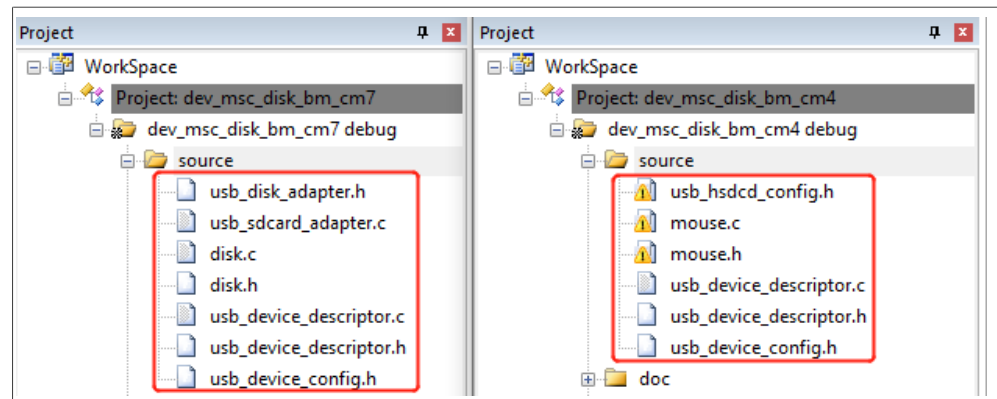 Project
WorkSpace
Project: dev_msc_disk_bm_cm7
dev_msc_disk_bm_cm7 debug
source
usb_disk_adapter.h
usb_sdcard_adapter.c
disk.c
disk.h
usb_device_descriptor.c
usb_device_descriptor.h
usb_device_config.h
Project
WorkSpace
Project: dev_msc_disk_bm_cm4
dev_msc_disk_bm_cm4 debug
source
usb_hsdcd_config.h
mouse.c
mouse.h
usb_device_descriptor.c
usb_device_descriptor.h
usb_device_config.h
doc